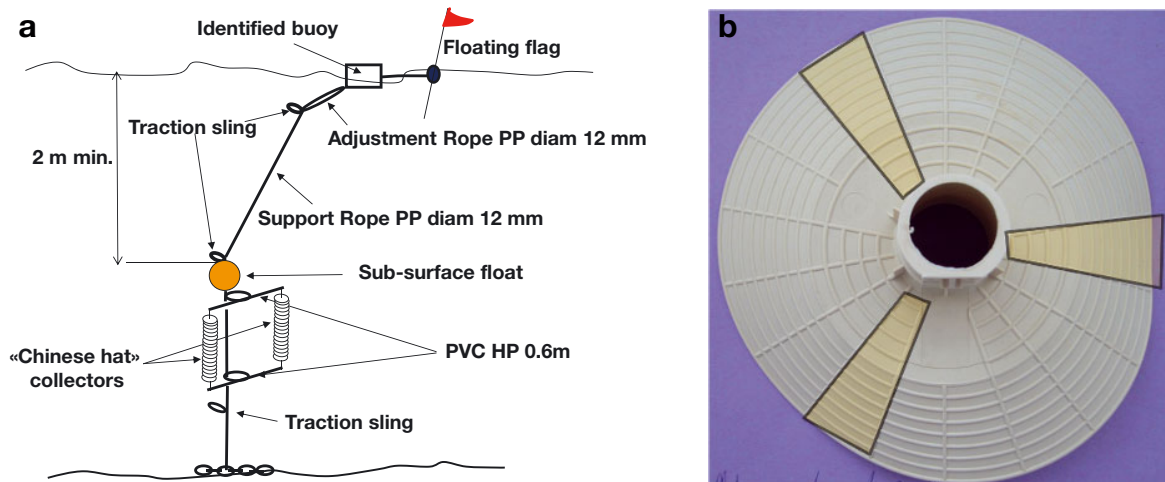 a
Identified buoy
Floating flag
Traction sling
Adjustment Rope PP diam 12 mm
2 m min.
Support Rope PP diam 12 mm
Sub-surface float
«Chinese hat»
collectors
PVC HP 0.6m
Traction sling
b